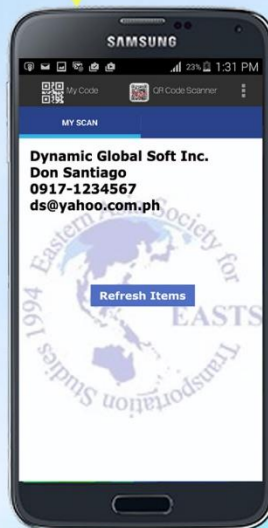 SAMSUNG
23% 1:31 PM
My Code
QR Code Scanner
MY SCAN
Dynamic Global Soft Inc.
Don Santiago
0917-1234567
ds@yahoo.com.ph
Refresh Items
Eastern Asia Society for
Transportation Studies 1994
EASTS